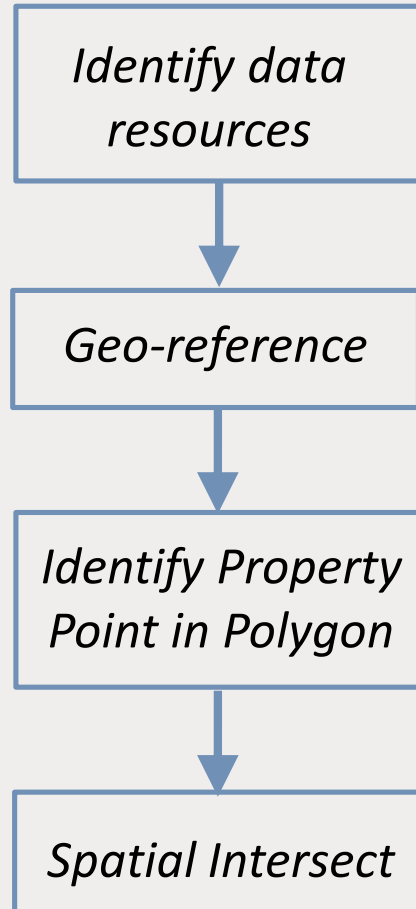 Identify data
resources
Geo-reference
Identify Property
Point in Polygon
Spatial Intersect